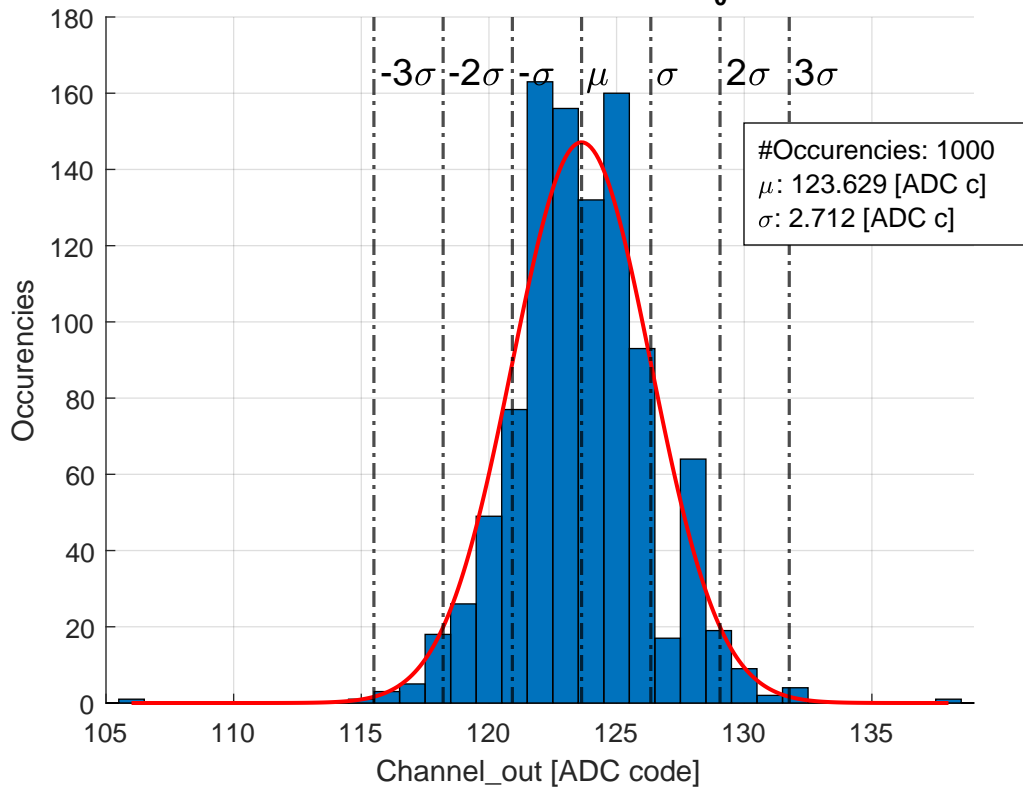 0
180
160
140
120
100
80
60
40
20
0
-3σ -2σ -σ μ σ 2σ 3σ
#Occurencies: 1000
μ: 123.629 [ADC c]
σ: 2.712 [ADC c]
Occurencies
105 110 115 120 125 130 135
Channel_out [ADC code]